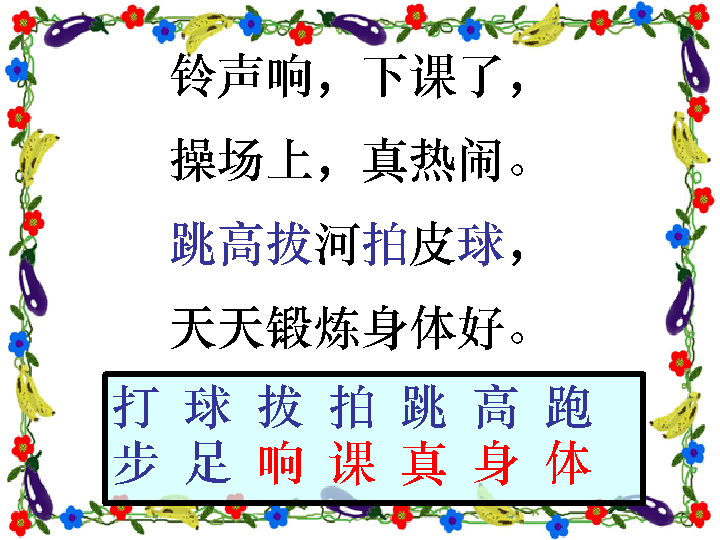 铃声响，下课了，
操场上，真热闹。
跳高拔河拍皮球，
天天锻炼身体好。
打 球 拔 拍 跳 高 跑
步 足 响 课 真 身 体